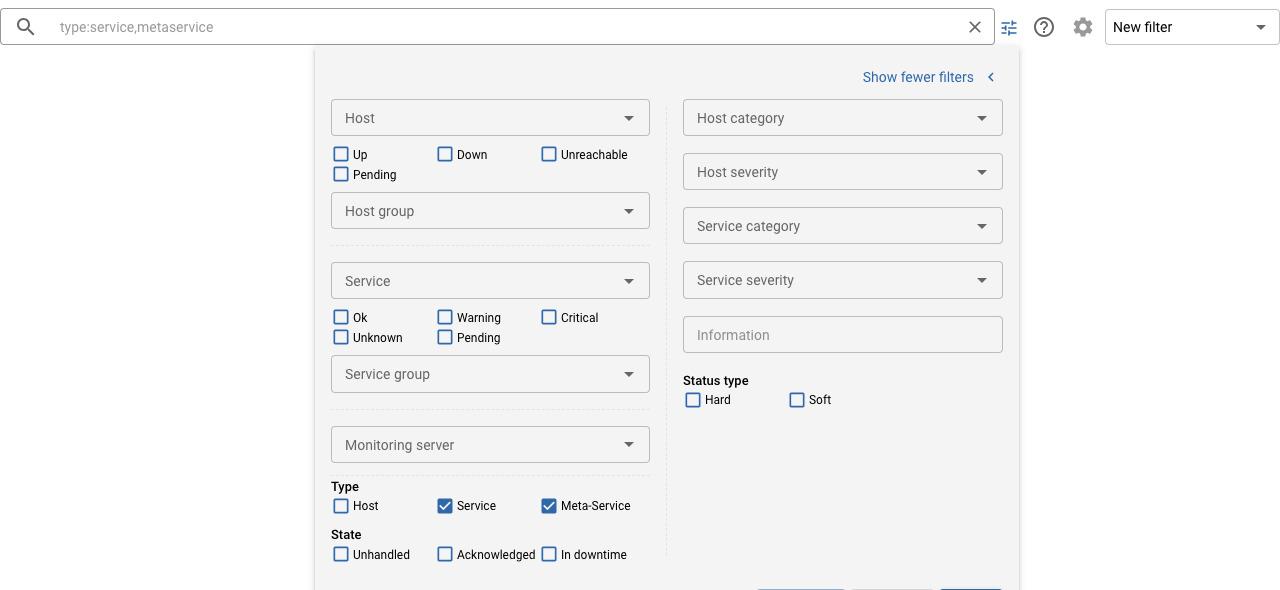 type:service,metaservice
New filter
Show fewer filters
Host
Up Down Unreachable
Pending
Host group
Service
Ok Warning Critical
Unknown Pending
Service group
Monitoring server
Type
Host Service Meta-Service
State
Unhandled Acknowledged In downtime
Host category
Host severity
Service category
Service severity
Information
Status type
Hard Soft